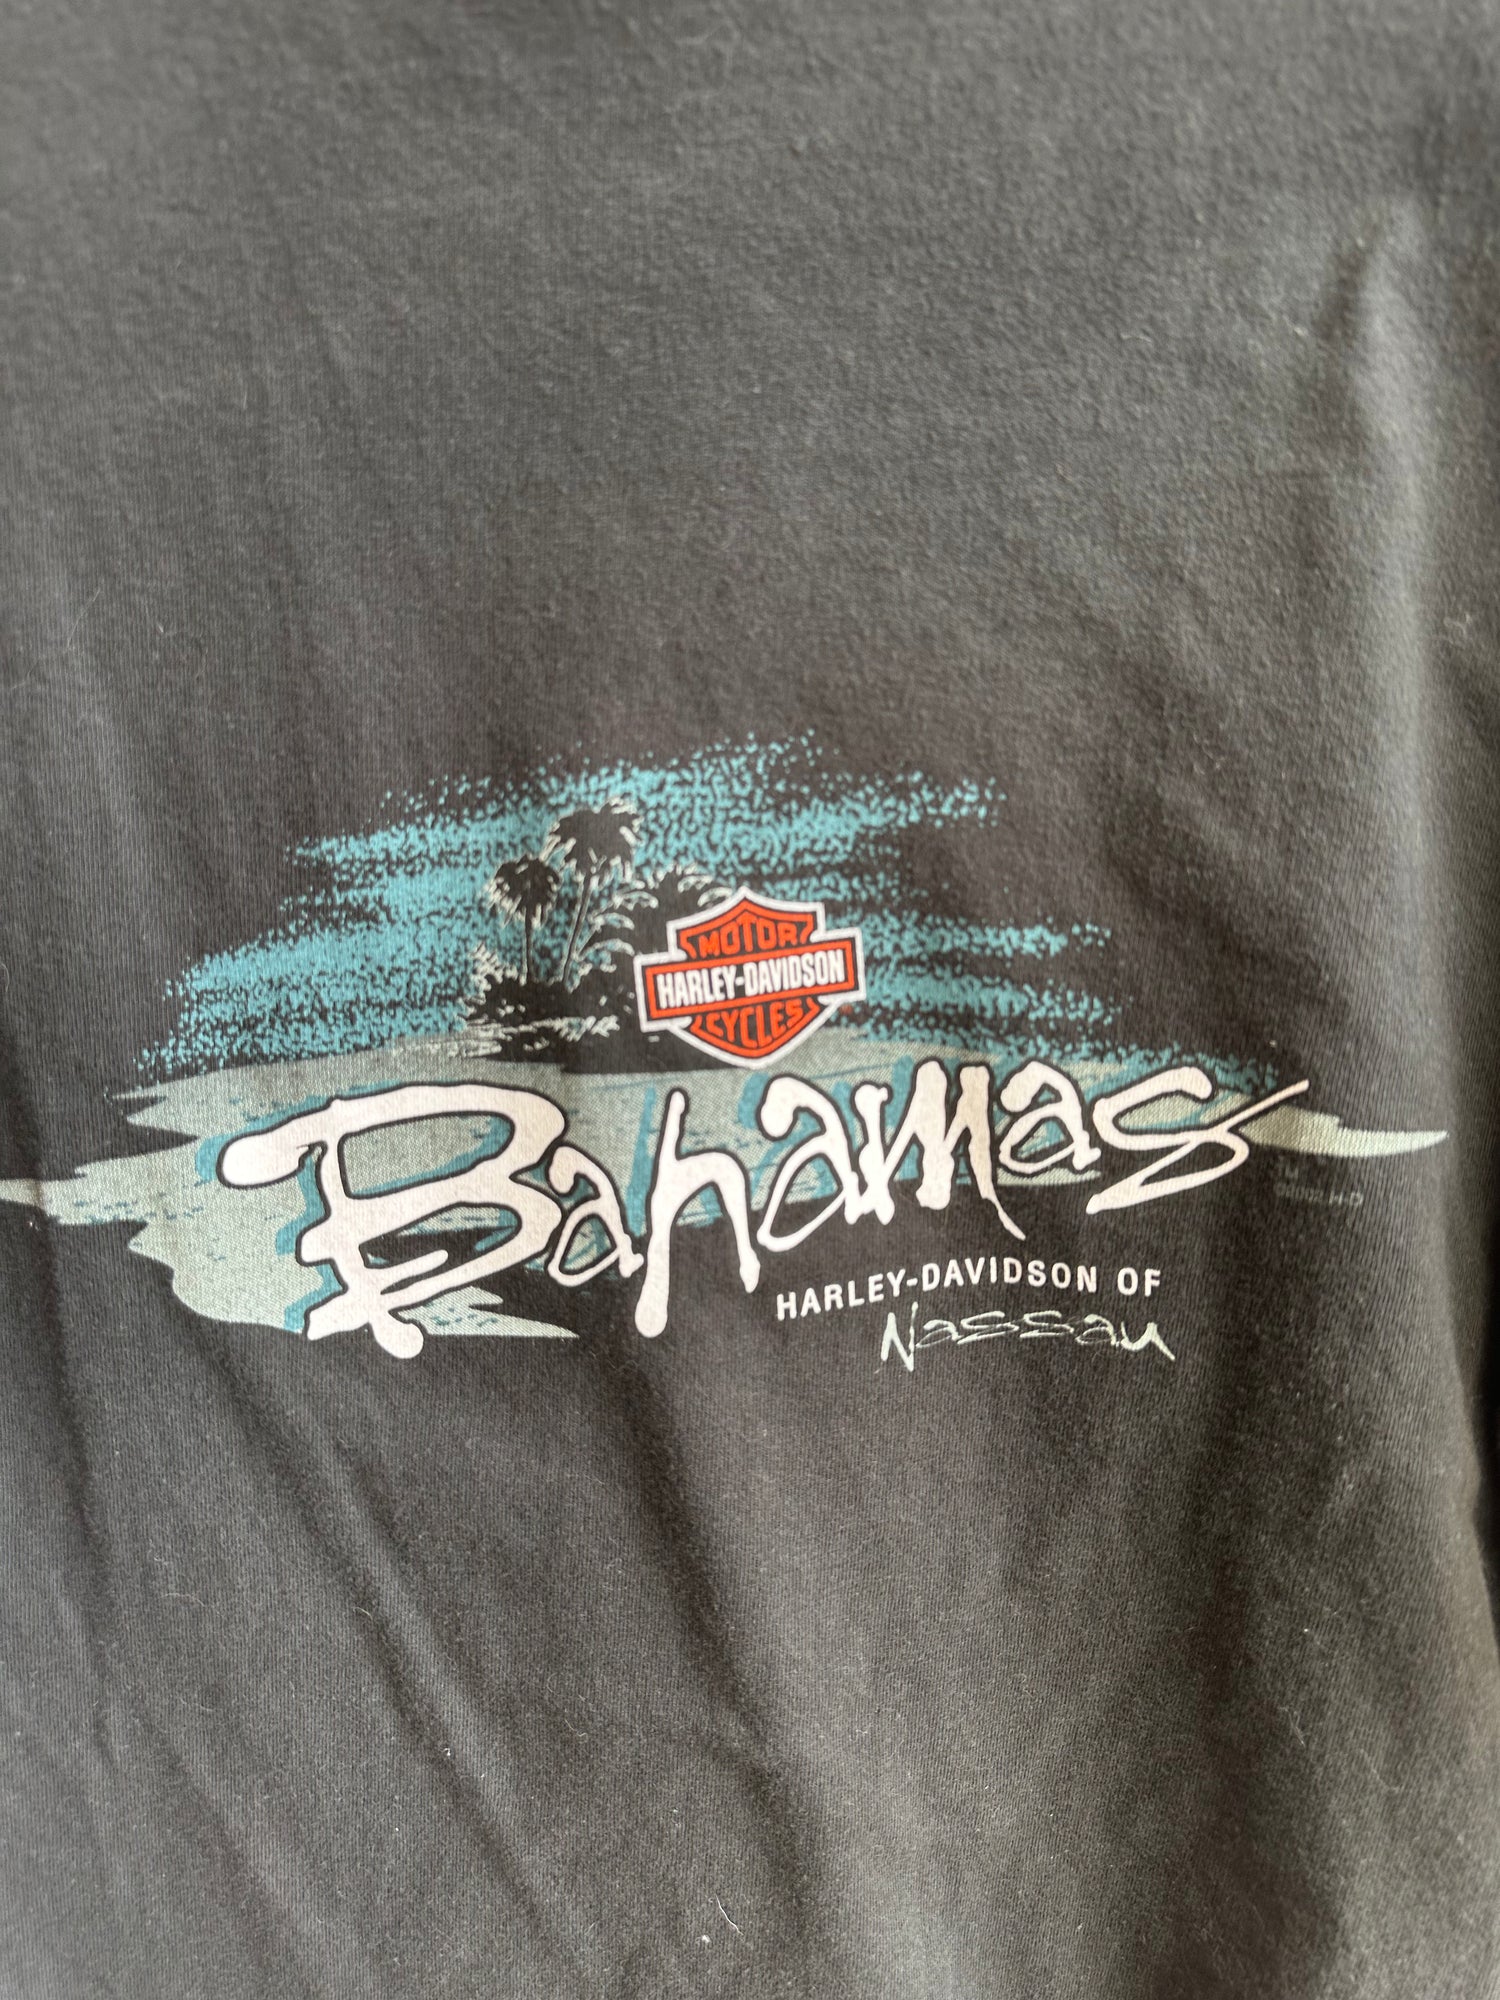 MOTOR
HARLEY-DAVIDSON
CYCLES
Bahamas
HARLEY-DAVIDSON OF
Nassau